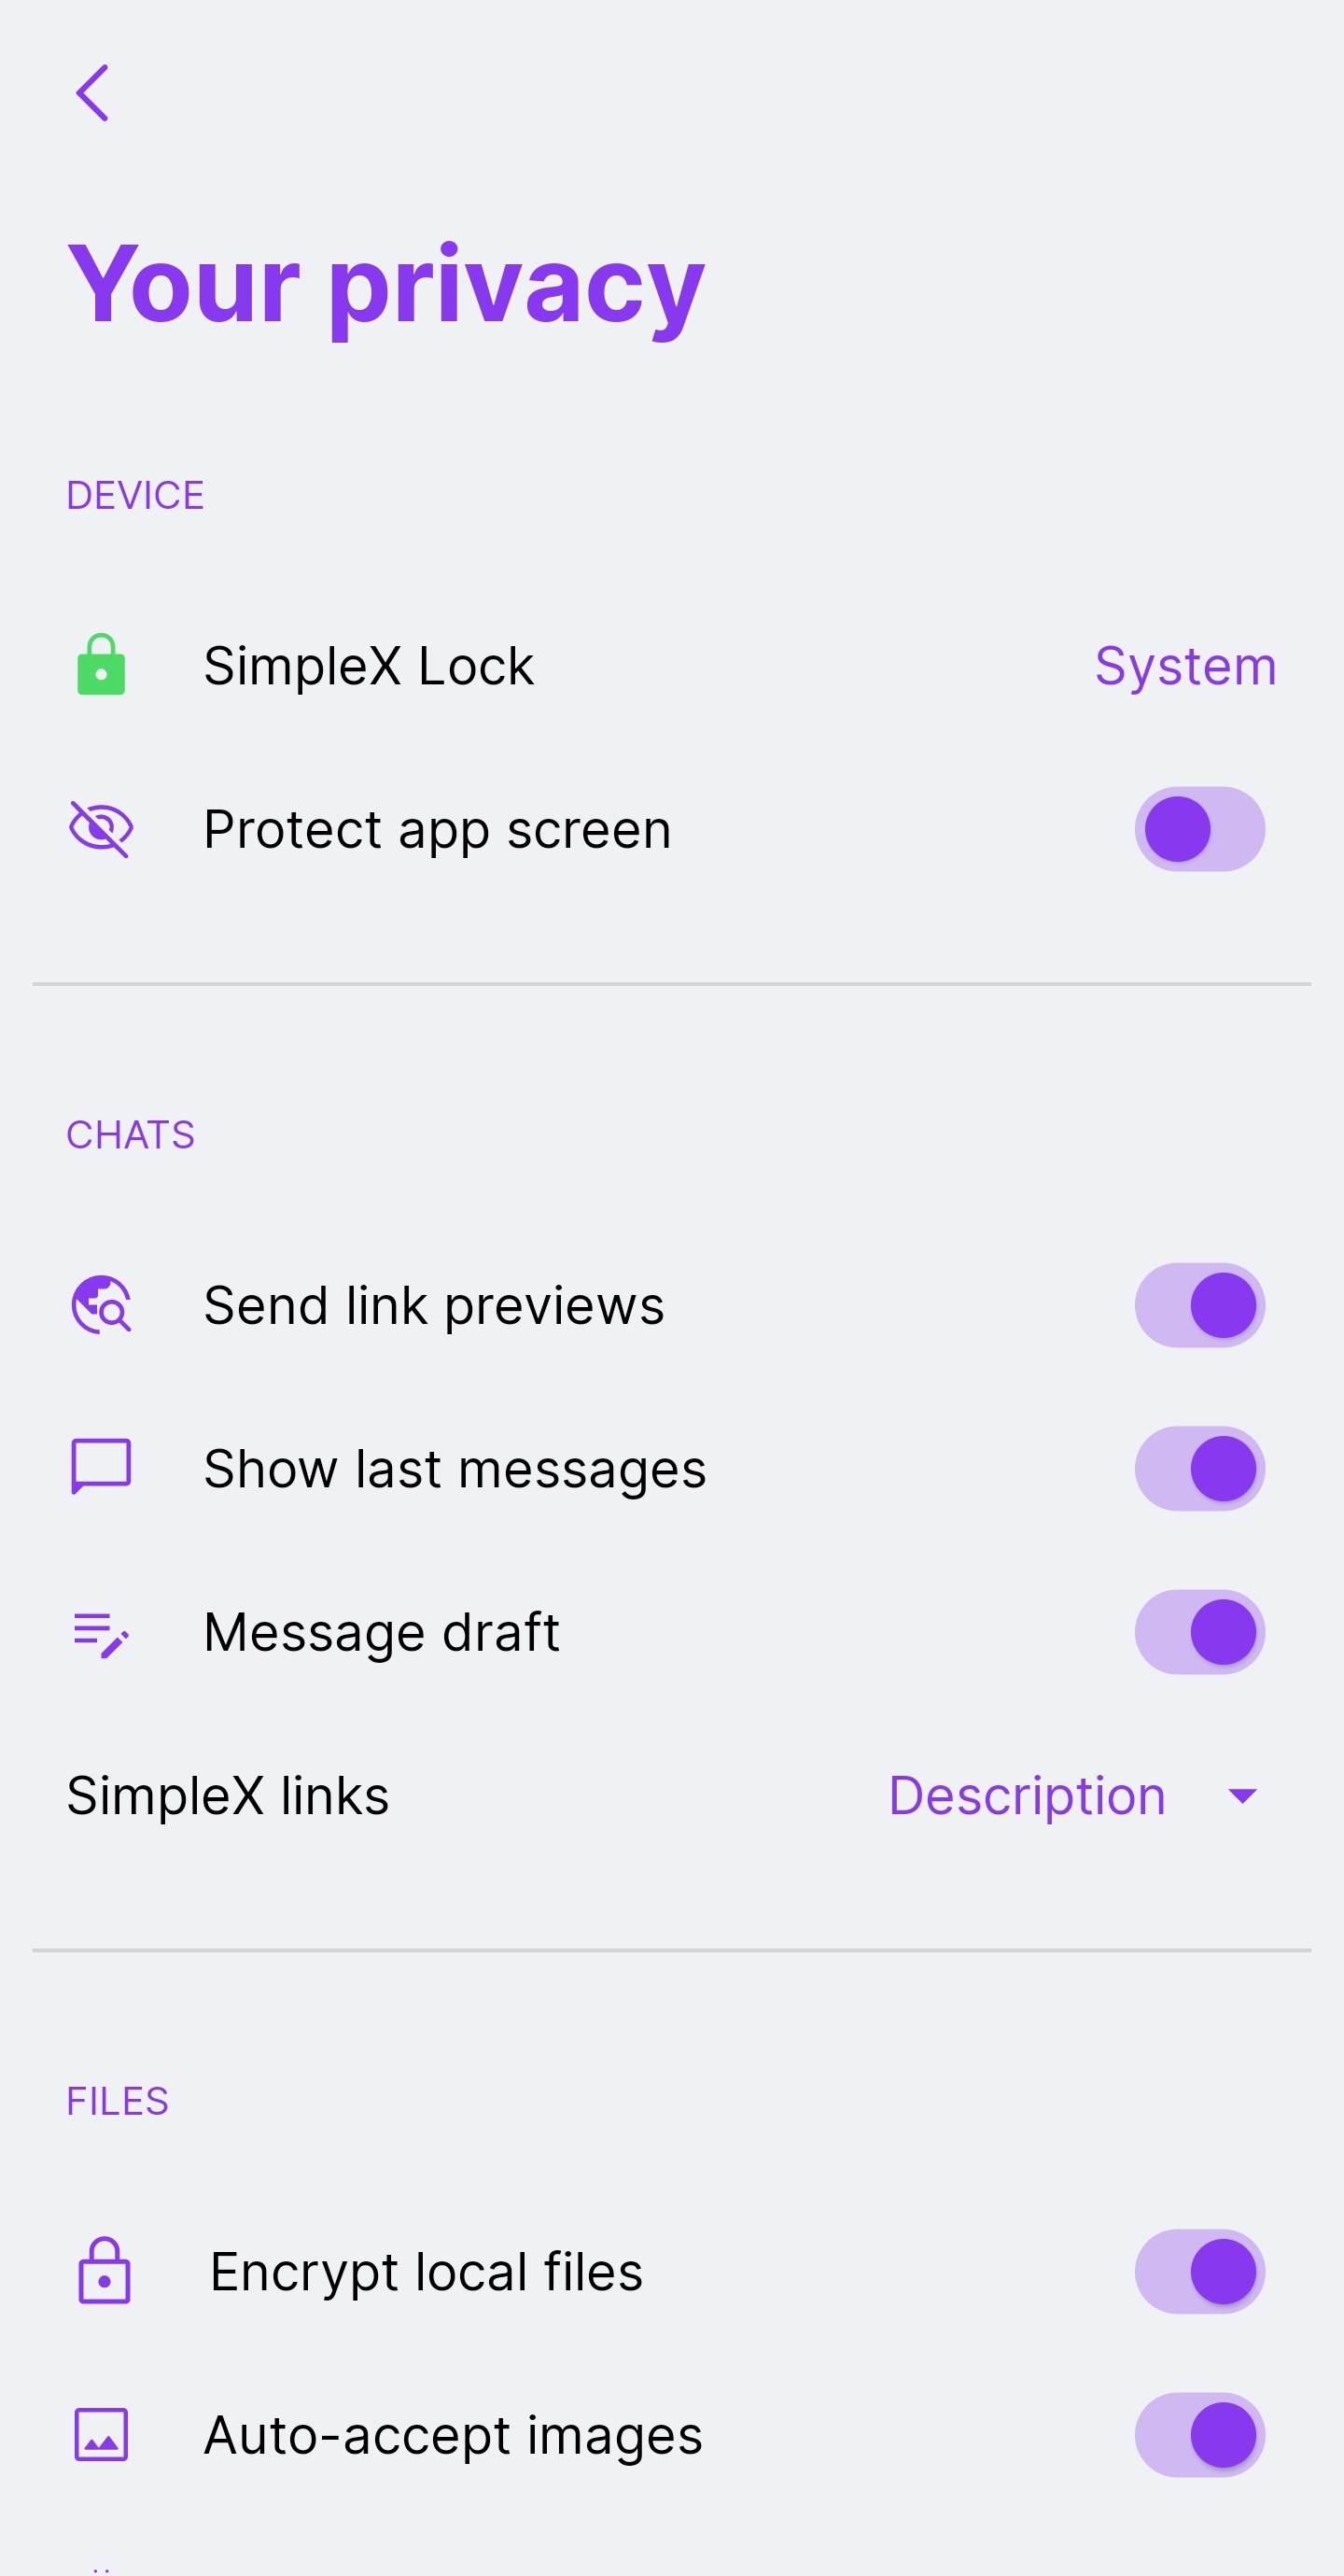 Your privacy
DEVICE
SimpleX Lock System
Protect app screen
CHATS
Send link previews
Show last messages
Message draft
SimpleX links Description
FILES
Encrypt local files
Auto-accept images